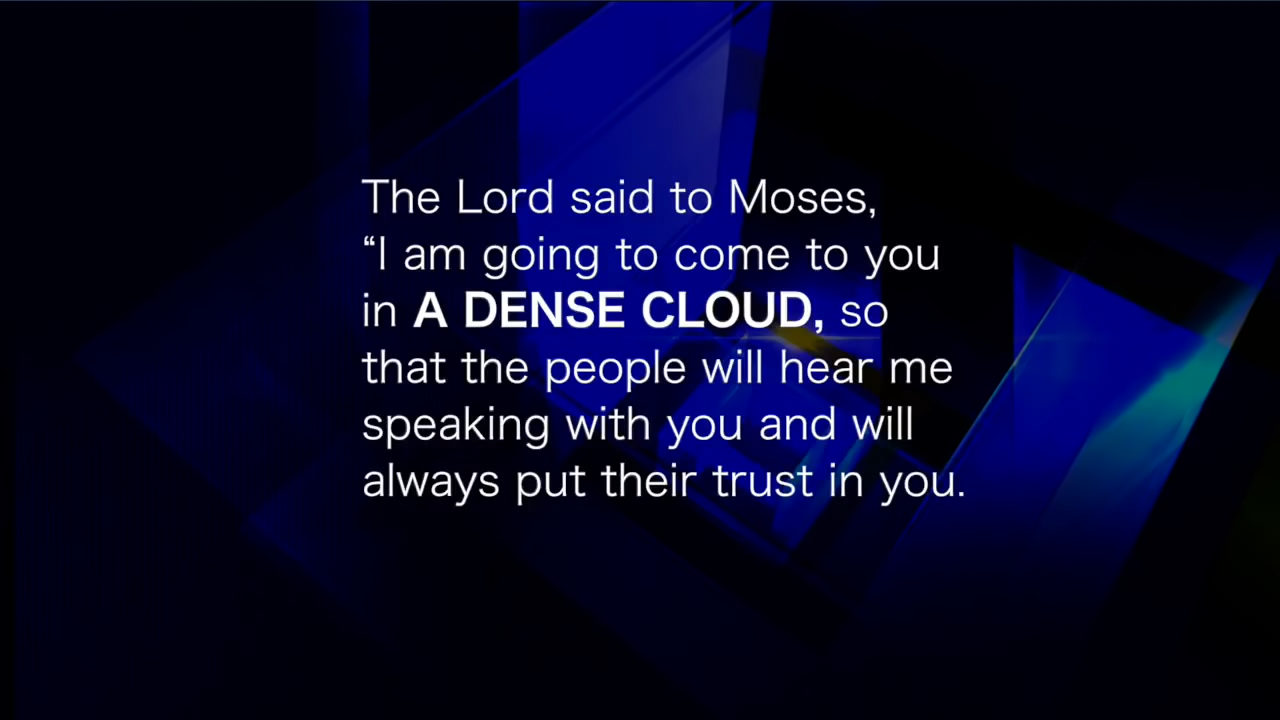 The Lord said to Moses,
“I am going to come to you
in A DENSE CLOUD, so
that the people will hear me
speaking with you and will
always put their trust in you.